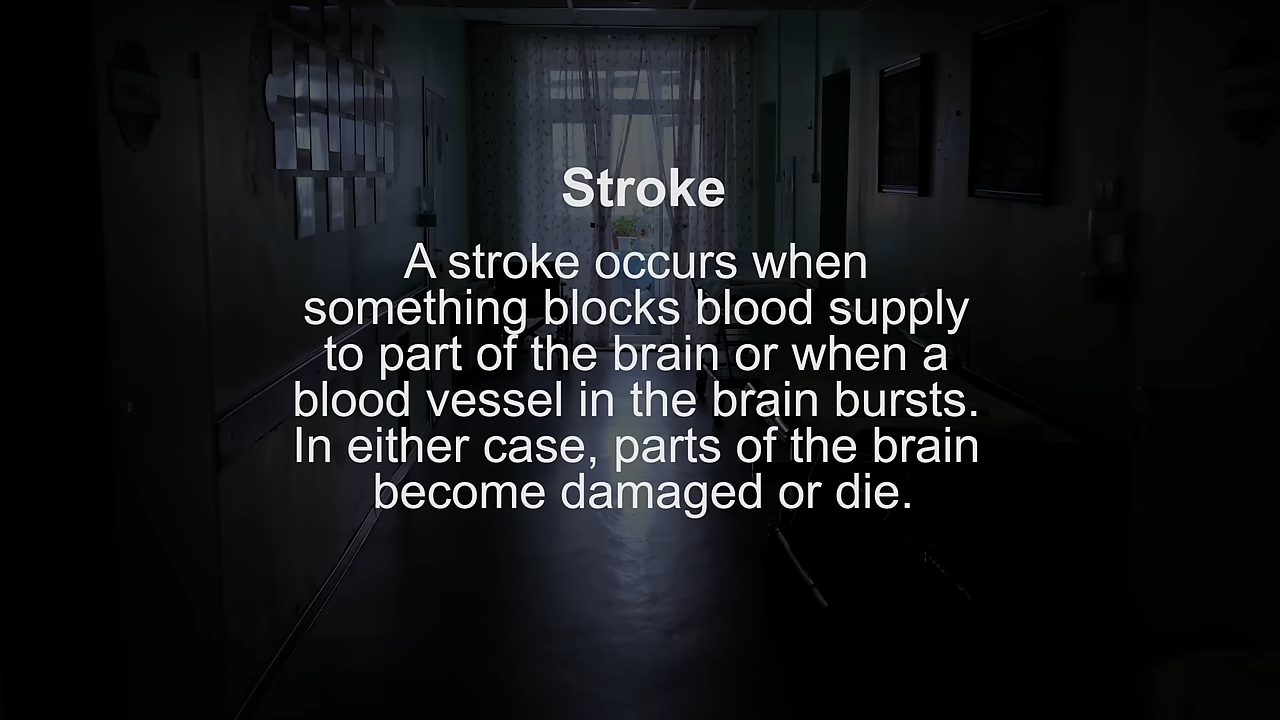 Stroke
A stroke occurs when
something blocks blood supply
to part of the brain or when a
blood vessel in the brain bursts.
In either case, parts of the brain
become damaged or die.